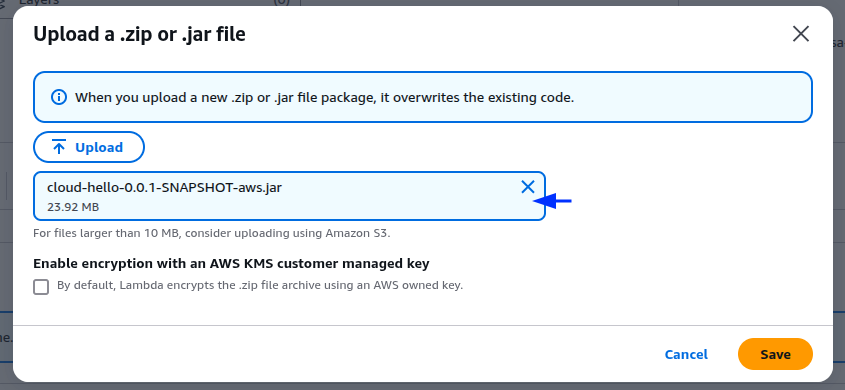 Layers
Upload a .zip or .jar file
When you upload a new .zip or .jar file package, it overwrites the existing code.
Upload
cloud-hello-0.0.1-SNAPSHOT-aws.jar
23.92 MB
For files larger than 10 MB, consider uploading using Amazon S3.
Enable encryption with an AWS KMS customer managed key
By default, Lambda encrypts the .zip file archive using an AWS owned key.
Cancel
Save